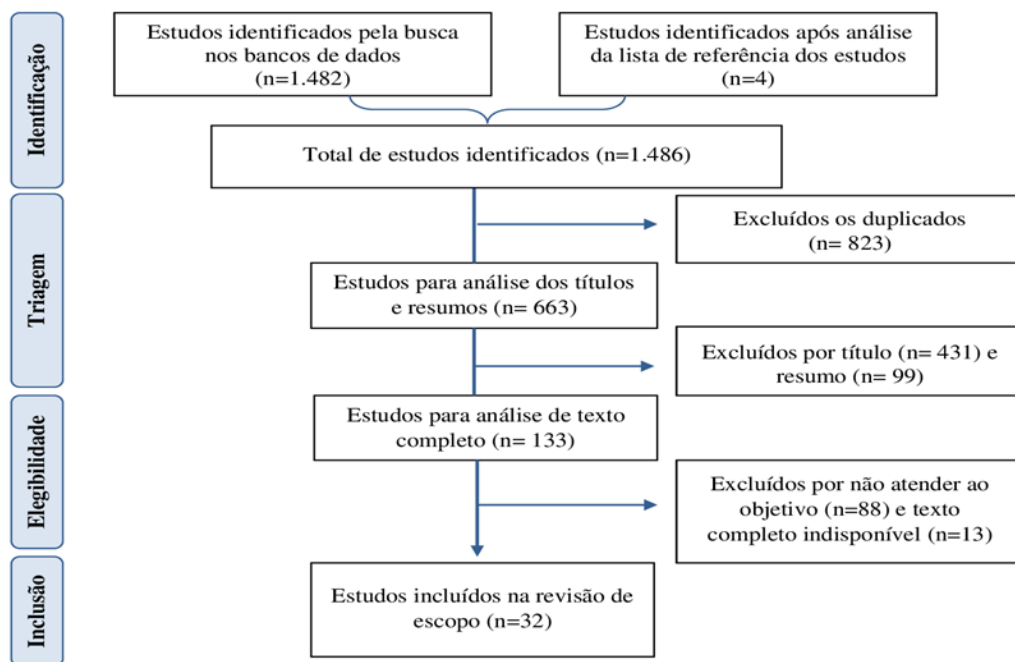 Identificação
Estudos identificados pela busca
nos bancos de dados
(n=1.482)
Estudos identificados após análise
da lista de referência dos estudos
(n=4)
Total de estudos identificados (n=1.486)
Triagem
Excluídos os duplicados
(n= 823)
Estudos para análise dos títulos
e resumos (n= 663)
Excluídos por título (n= 431) e
resumo (n= 99)
Elegibilidade
Estudos para análise de texto
completo (n= 133)
Excluídos por não atender ao
objetivo (n=88) e texto
completo indisponível (n=13)
Inclusão
Estudos incluídos na revisão de
escopo (n=32)